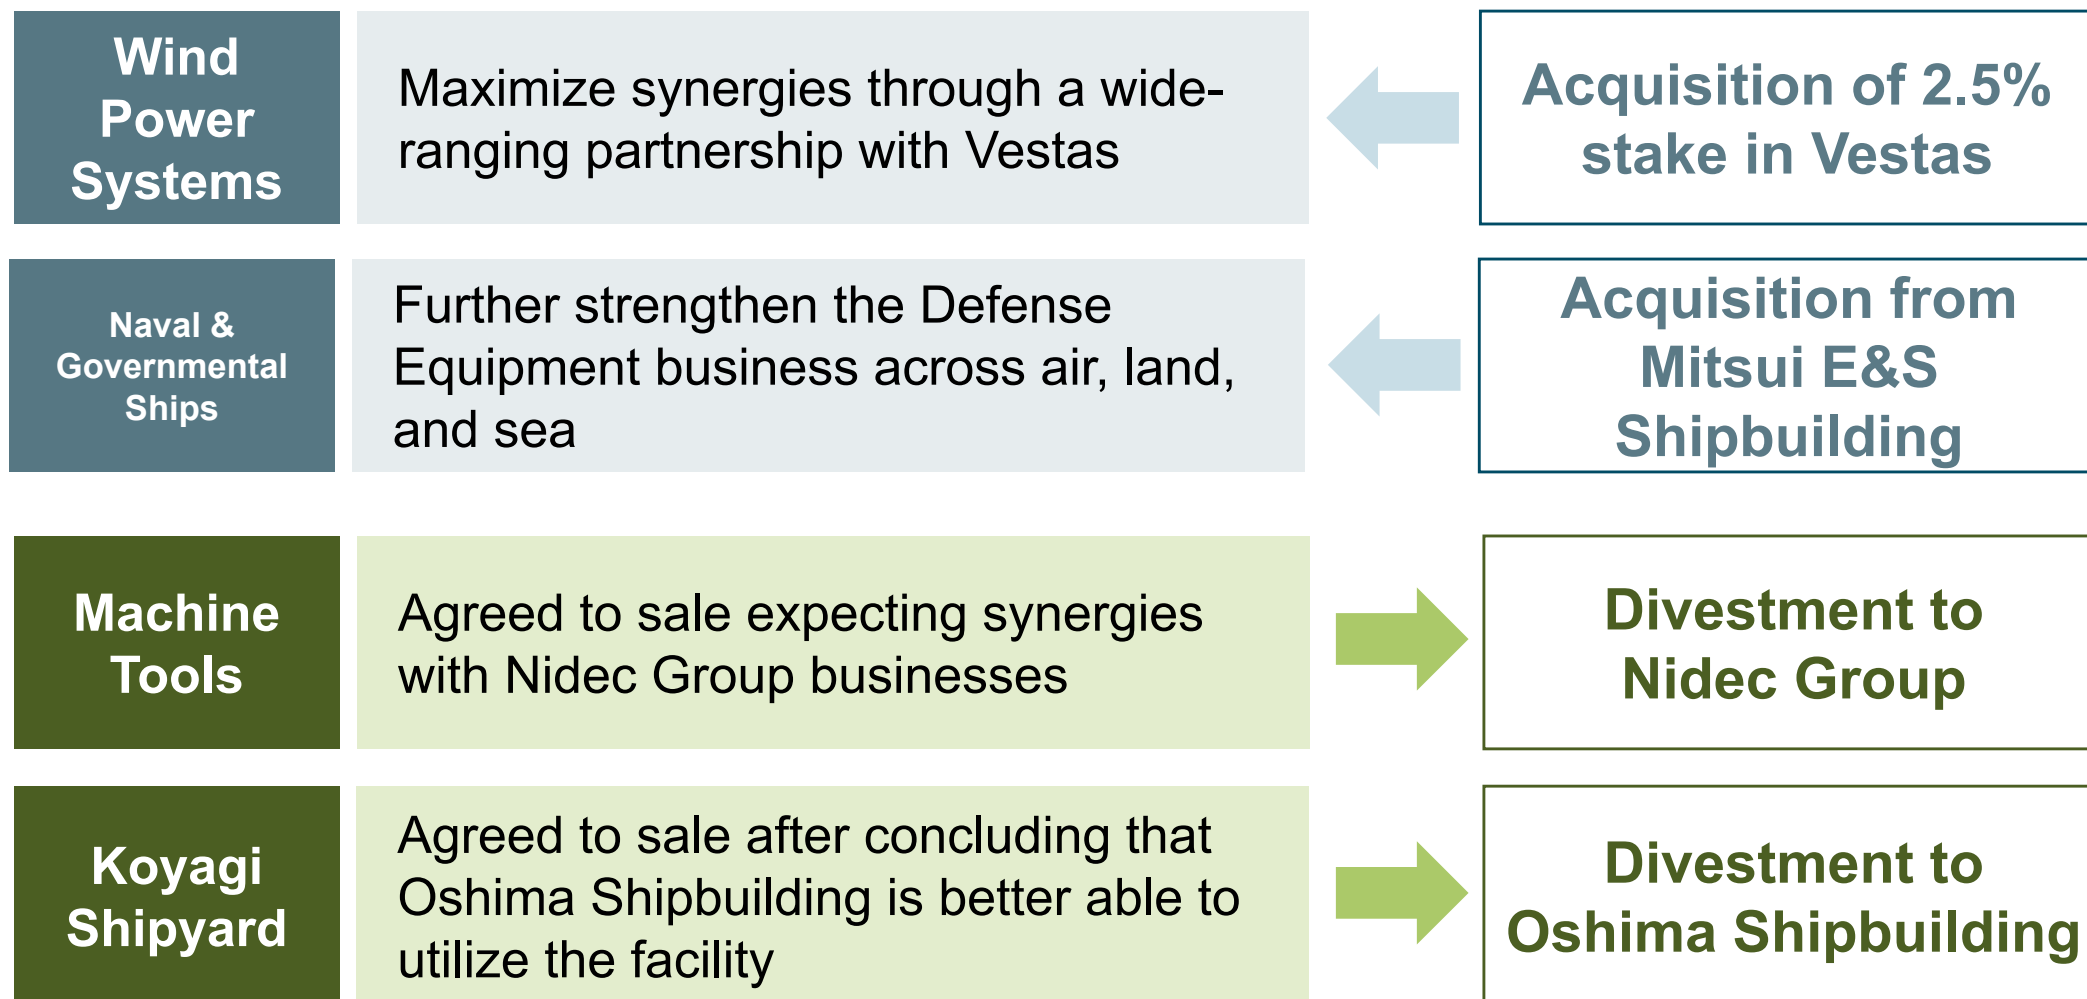 Wind
Power
Systems
Maximize synergies through a wide-
ranging partnership with Vestas
Acquisition of 2.5%
stake in Vestas
Naval &
Governmental
Ships
Further strengthen the Defense
Equipment business across air, land,
and sea
Acquisition from
Mitsui E&S
Shipbuilding
Machine
Tools
Agreed to sale expecting synergies
with Nidec Group businesses
Divestment to
Nidec Group
Koyagi
Shipyard
Agreed to sale after concluding that
Oshima Shipbuilding is better able to
utilize the facility
Divestment to
Oshima Shipbuilding